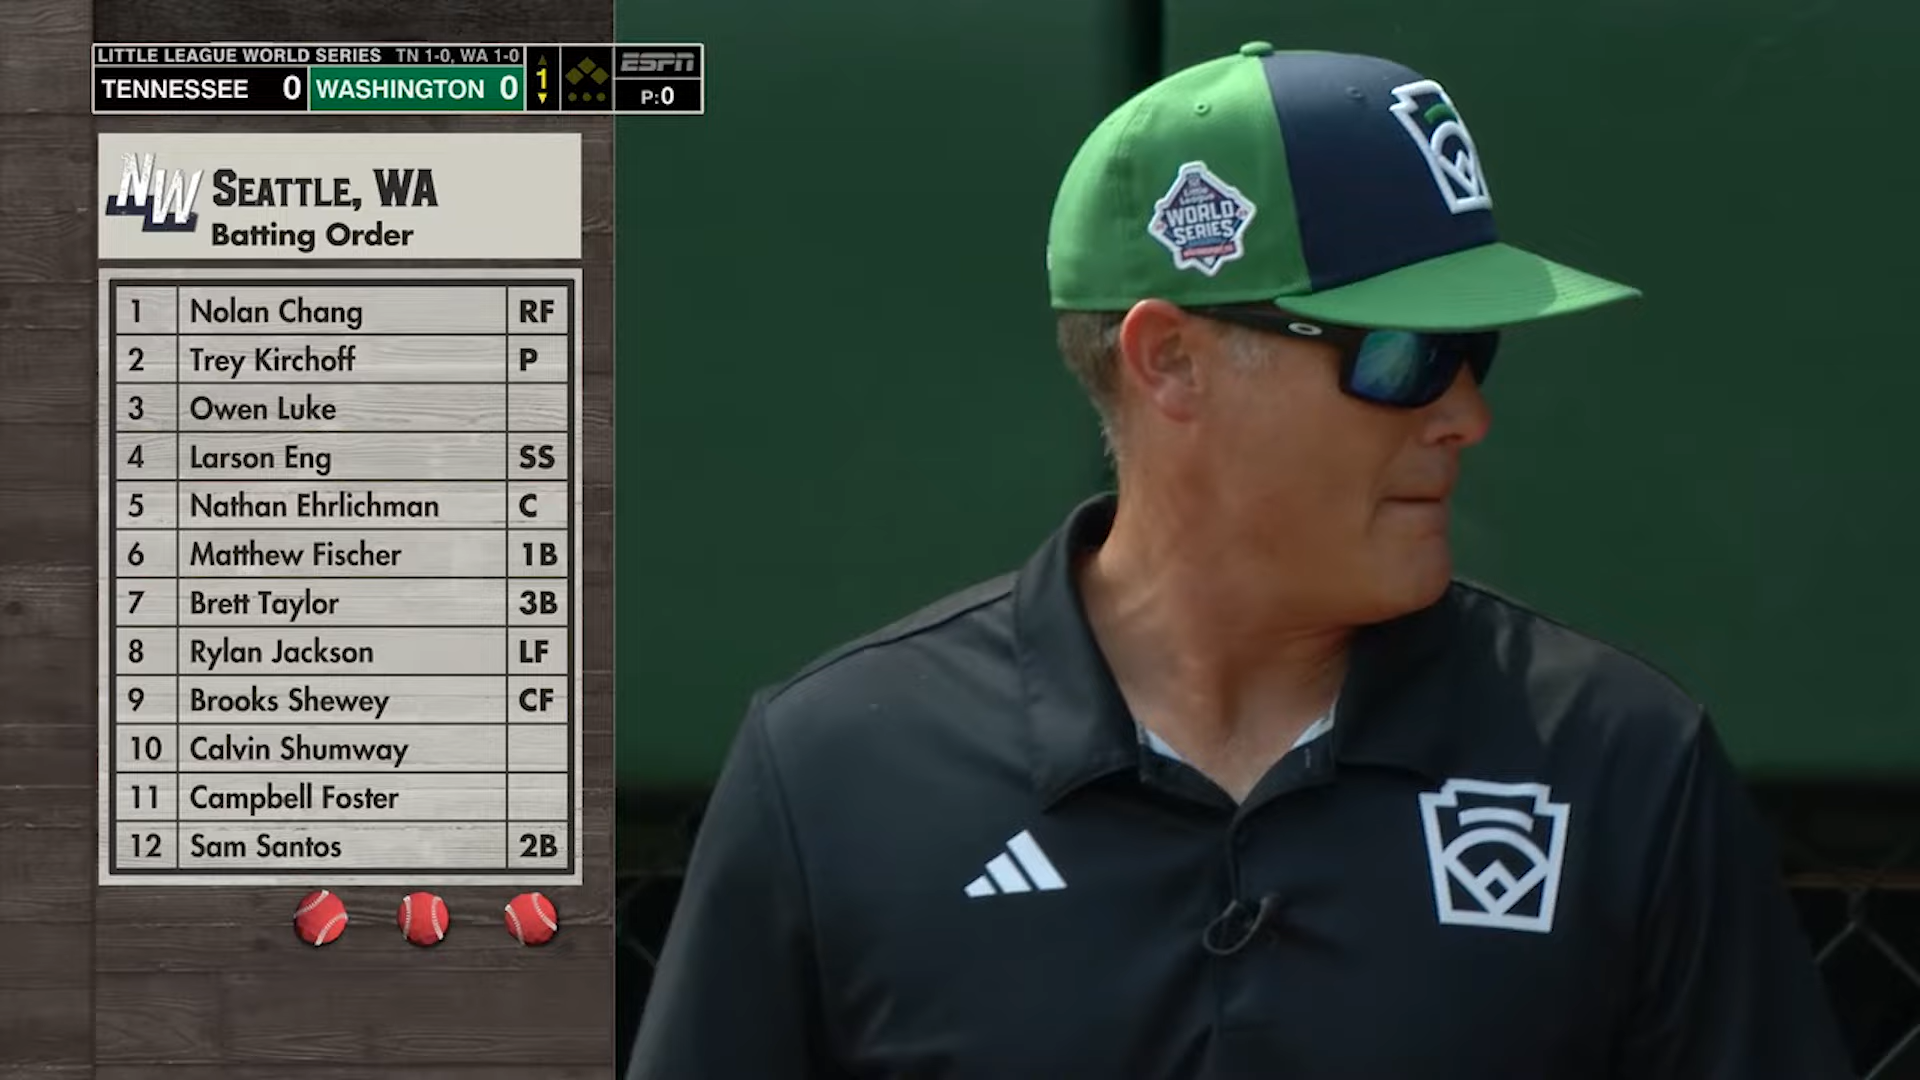 LITTLE LEAGUE WORLD SERIES TN 1-0, WA 1-0
TENNESSEE 0 WASHINGTON 0 1 ESPN
P:0
NW SEATTLE, WA
Batting Order
1 Nolan Chang RF
2 Trey Kirchoff P
3 Owen Luke
4 Larson Eng SS
5 Nathan Ehrlichman C
6 Matthew Fischer 1B
7 Brett Taylor 3B
8 Rylan Jackson LF
9 Brooks Shewey CF
10 Calvin Shumway
11 Campbell Foster
12 Sam Santos 2B
Little
League
WORLD
SERIES